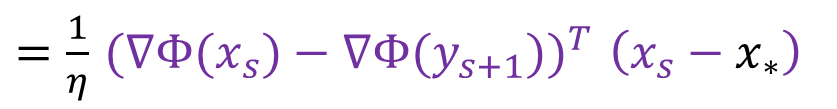 = 1/η (∇Φ(x_s) − ∇Φ(y_{s+1}))^T (x_s − x_*)